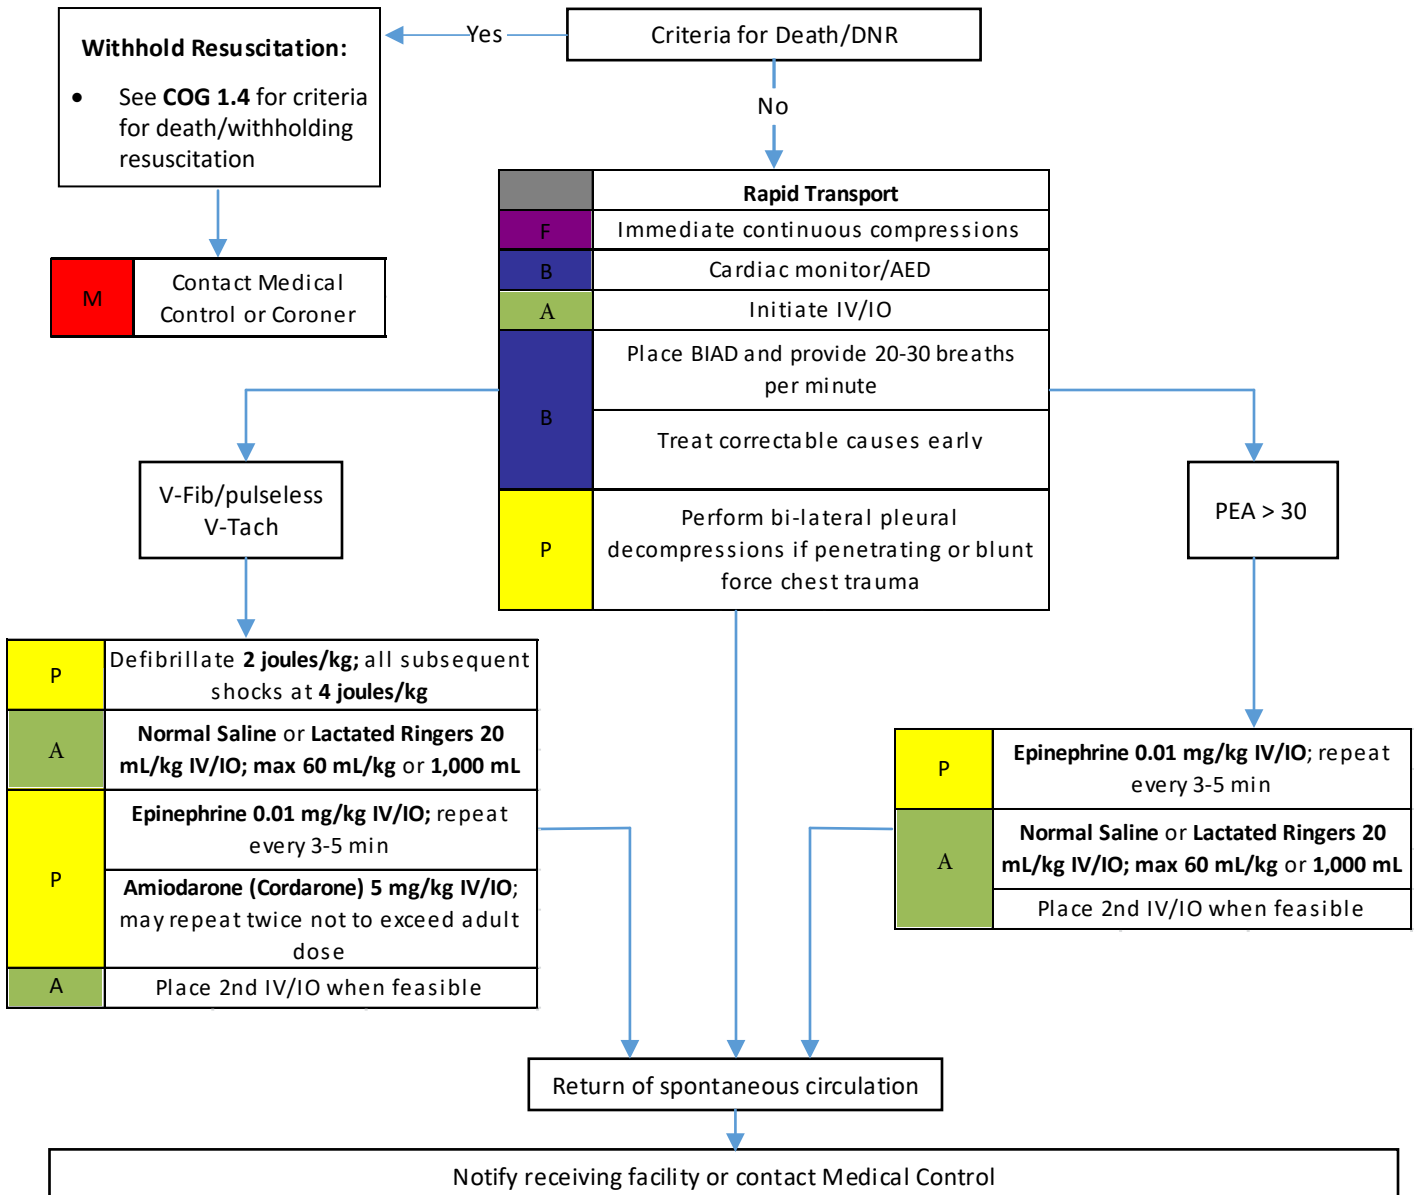 Criteria for Death/DNR
Yes
Withhold Resuscitation:
• See COG 1.4 for criteria
for death/withholding
resuscitation
No
M
Contact Medical
Control or Coroner
Rapid Transport
F
Immediate continuous compressions
B
Cardiac monitor/AED
A
Initiate IV/IO
B
Place BIAD and provide 20-30 breaths
per minute
Treat correctable causes early
P
Perform bi-lateral pleural
decompressions if penetrating or blunt
force chest trauma
V-Fib/pulseless
V-Tach
PEA > 30
P
Defibrillate 2 joules/kg; all subsequent
shocks at 4 joules/kg
A
Normal Saline or Lactated Ringers 20
mL/kg IV/IO; max 60 mL/kg or 1,000 mL
P
Epinephrine 0.01 mg/kg IV/IO; repeat
every 3-5 min
Amiodarone (Cordarone) 5 mg/kg IV/IO;
may repeat twice not to exceed adult
dose
A
Place 2nd IV/IO when feasible
P
Epinephrine 0.01 mg/kg IV/IO; repeat
every 3-5 min
A
Normal Saline or Lactated Ringers 20
mL/kg IV/IO; max 60 mL/kg or 1,000 mL
Place 2nd IV/IO when feasible
Return of spontaneous circulation
Notify receiving facility or contact Medical Control